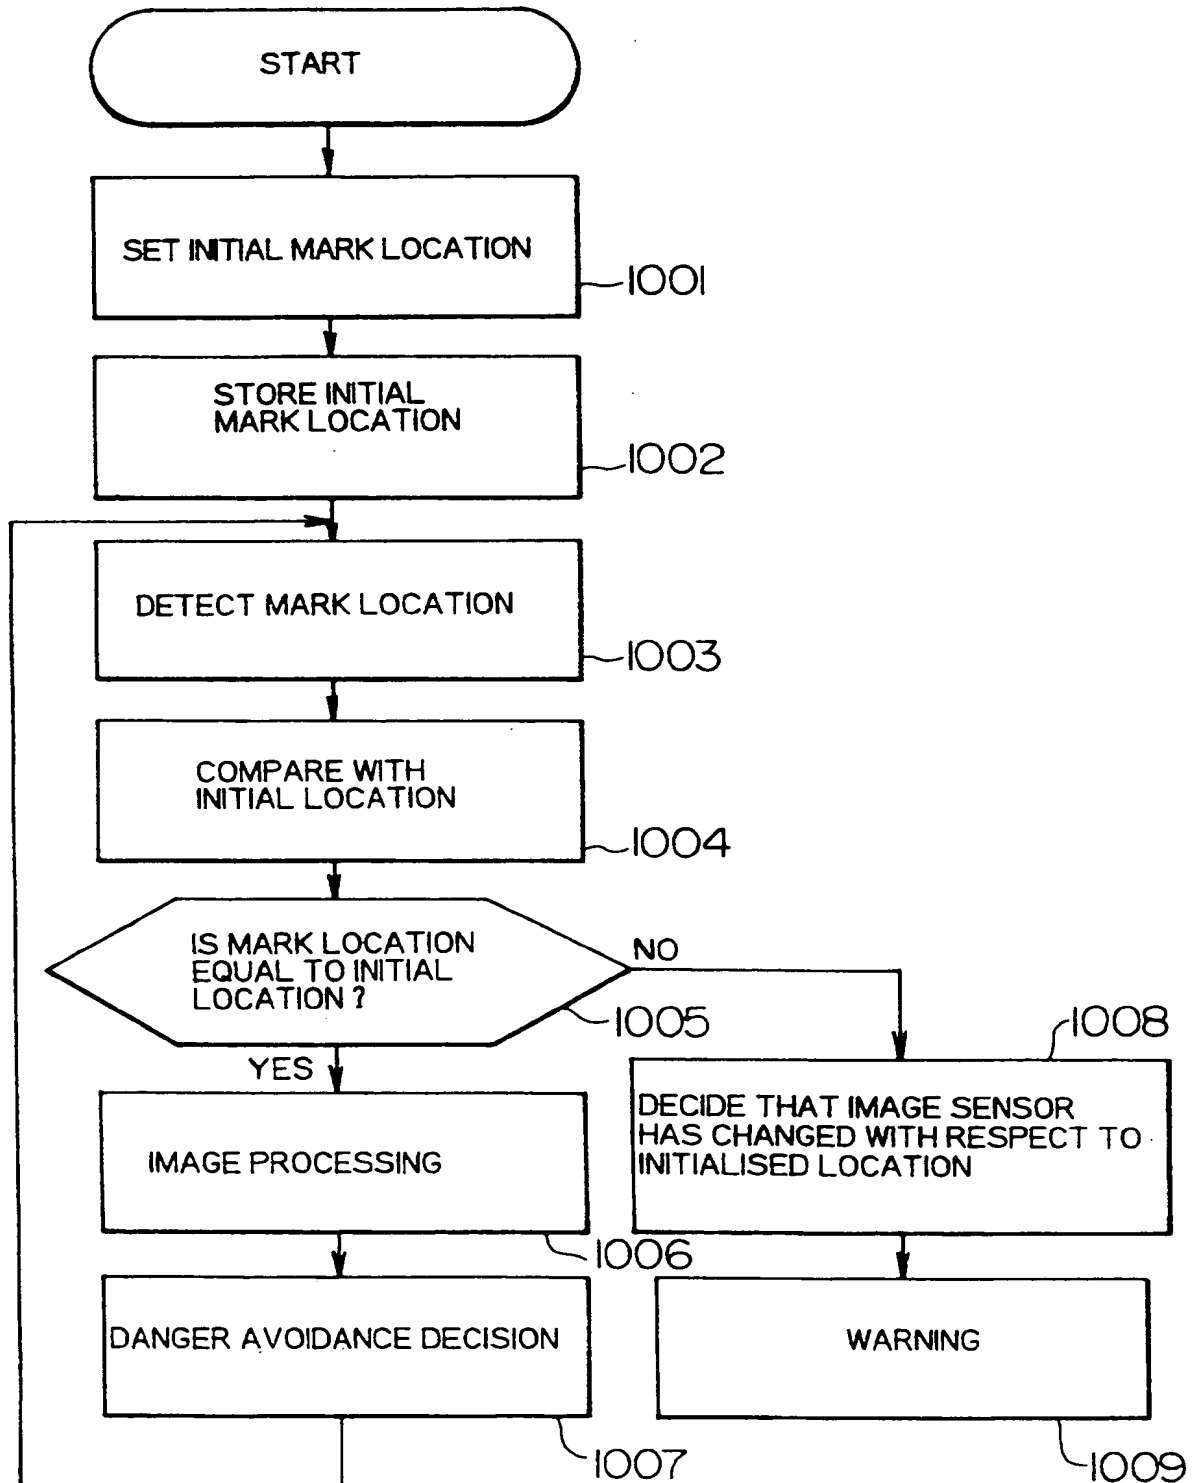 START
SET INITIAL MARK LOCATION
1001
STORE INITIAL
MARK LOCATION
1002
DETECT MARK LOCATION
1003
COMPARE WITH
INITIAL LOCATION
1004
IS MARK LOCATION
EQUAL TO INITIAL
LOCATION ?
1005
NO
YES
1008
DECIDE THAT IMAGE SENSOR
HAS CHANGED WITH RESPECT TO
INITIALISED LOCATION
IMAGE PROCESSING
1006
DANGER AVOIDANCE DECISION
1007
WARNING
1009